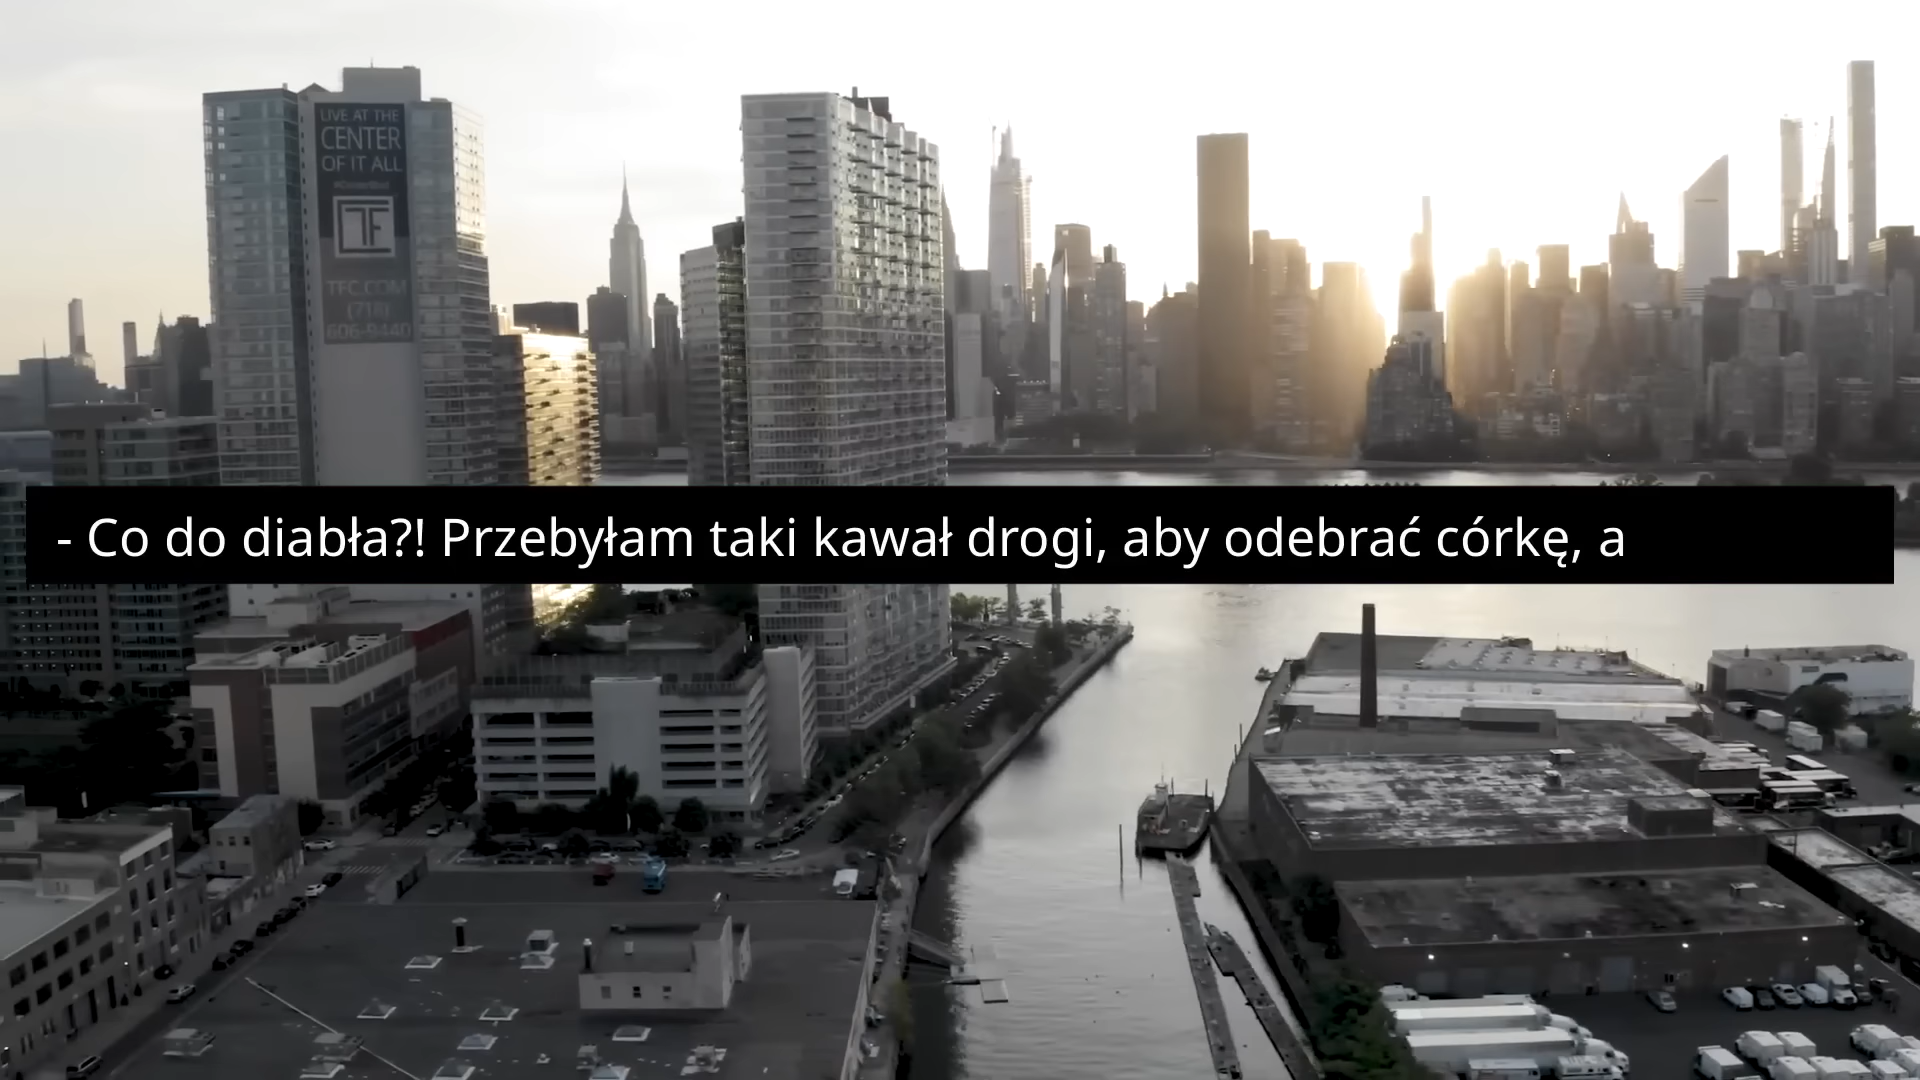 LIVE AT THE
CENTER
OF IT ALL
TF
TFC.COM
(718)
606-9440
- Co do diabła?! Przebyłam taki kawał drogi, aby odebrać córkę, a